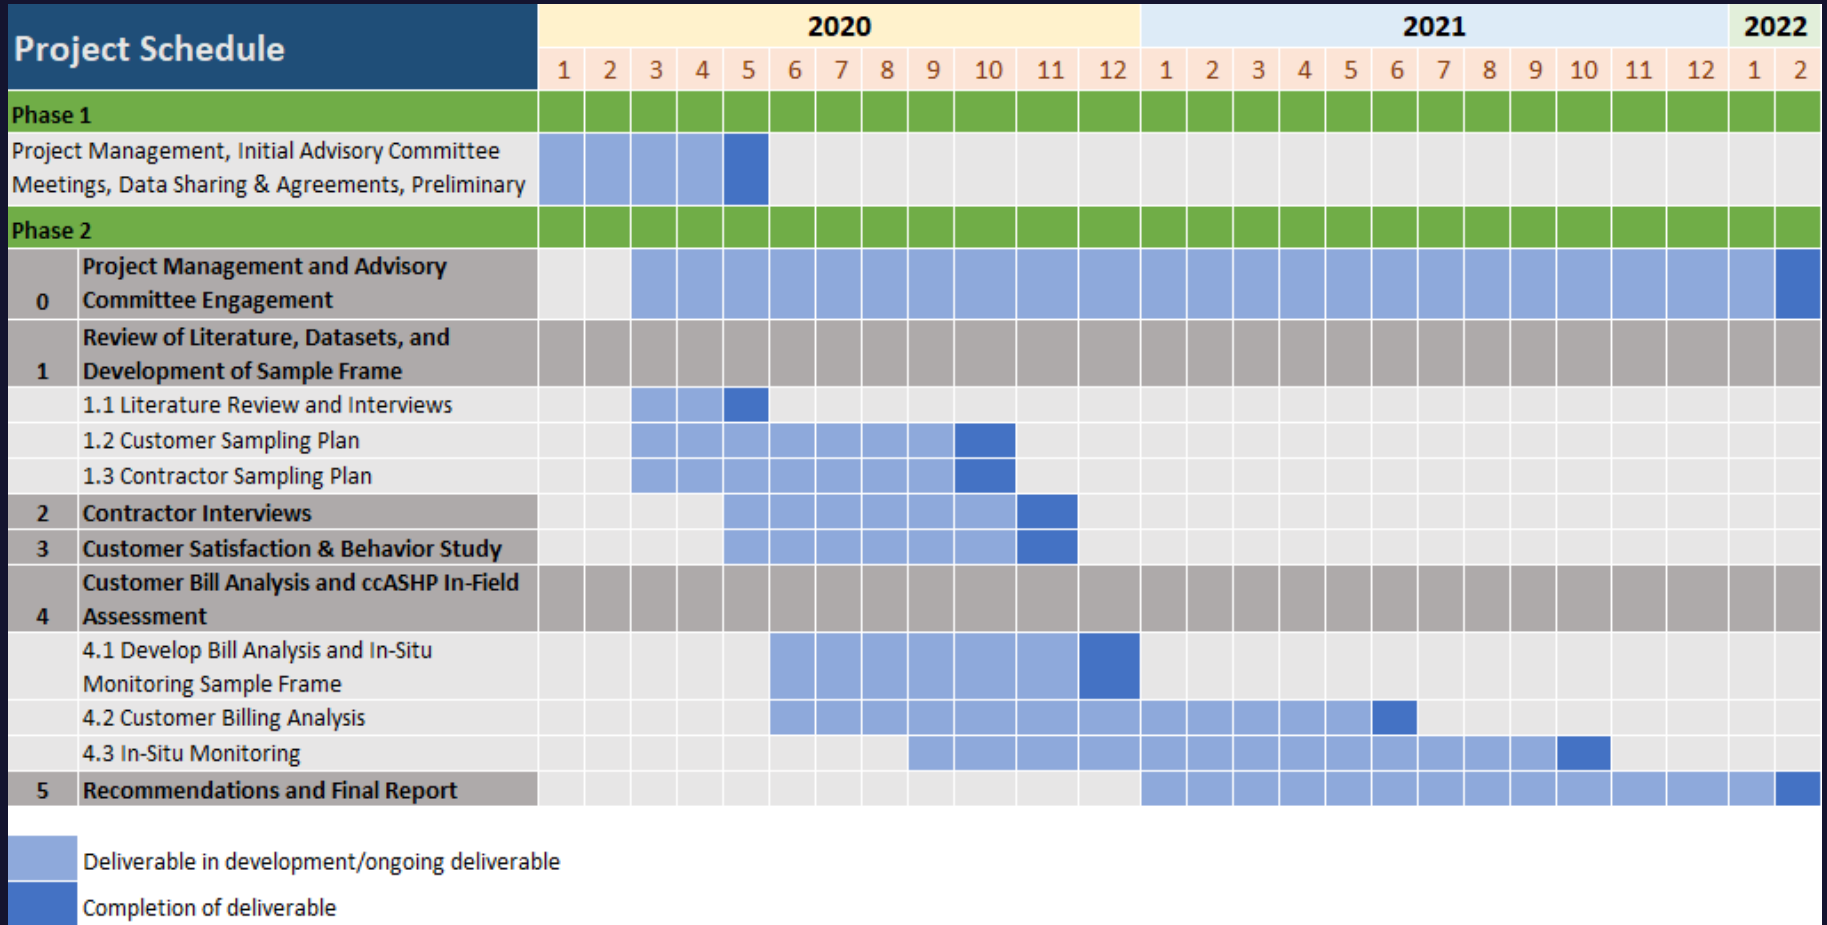 Project Schedule
2020 2021 2022
1 2 3 4 5 6 7 8 9 10 11 12 1 2 3 4 5 6 7 8 9 10 11 12 1 2
Phase 1
Project Management, Initial Advisory Committee
Meetings, Data Sharing & Agreements, Preliminary
Phase 2
Project Management and Advisory
0 Committee Engagement
Review of Literature, Datasets, and
1 Development of Sample Frame
1.1 Literature Review and Interviews
1.2 Customer Sampling Plan
1.3 Contractor Sampling Plan
2 Contractor Interviews
3 Customer Satisfaction & Behavior Study
Customer Bill Analysis and ccASHP In-Field
4 Assessment
4.1 Develop Bill Analysis and In-Situ
Monitoring Sample Frame
4.2 Customer Billing Analysis
4.3 In-Situ Monitoring
5 Recommendations and Final Report
Deliverable in development/ongoing deliverable
Completion of deliverable